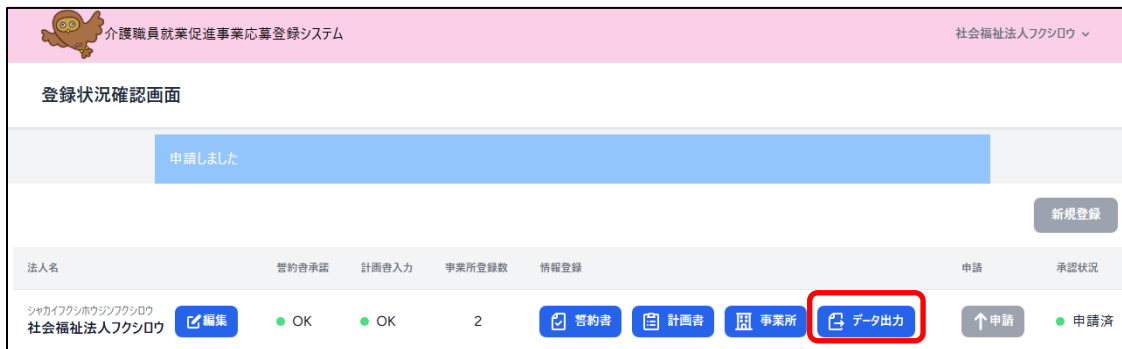 介護職員就業促進事業応募登録システム 社会福祉法人フクシロウ
登録状況確認画面
申請しました
新規登録
法人名 誓約書承諾 計画書入力 事業所登録数 情報登録 申請 承認状況
シャカイフクシホウジンフクシロウ
社会福祉法人フクシロウ 編集 OK OK 2 誓約書 計画書 事業所 データ出力 申請 申請済